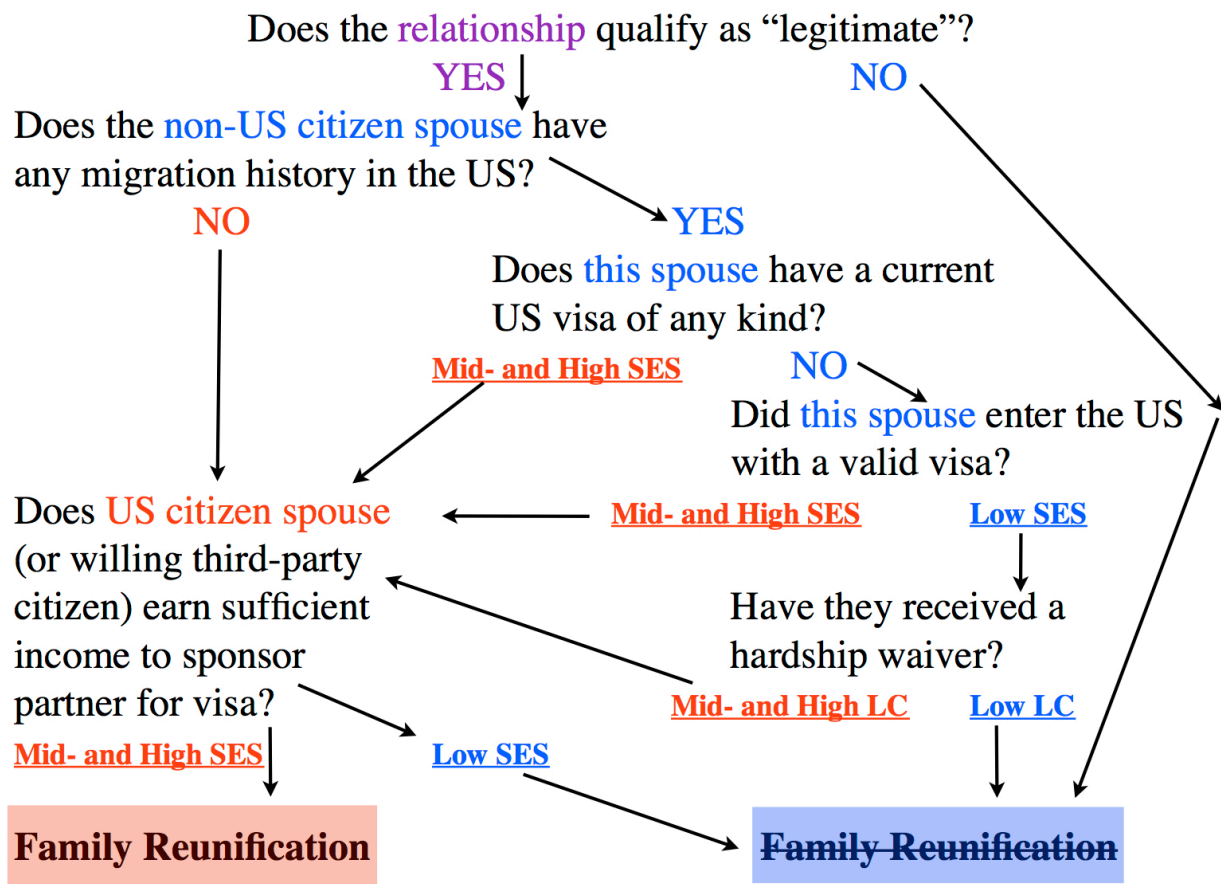 Does the relationship qualify as “legitimate”?
YES
NO
Does the non-US citizen spouse have
any migration history in the US?
NO
YES
Does this spouse have a current
US visa of any kind?
Mid- and High SES
NO
Did this spouse enter the US
with a valid visa?
Mid- and High SES
Low SES
Does US citizen spouse
(or willing third-party
citizen) earn sufficient
income to sponsor
partner for visa?
Have they received a
hardship waiver?
Mid- and High LC
Low LC
Mid- and High SES
Low SES
Family Reunification
Family Reunification